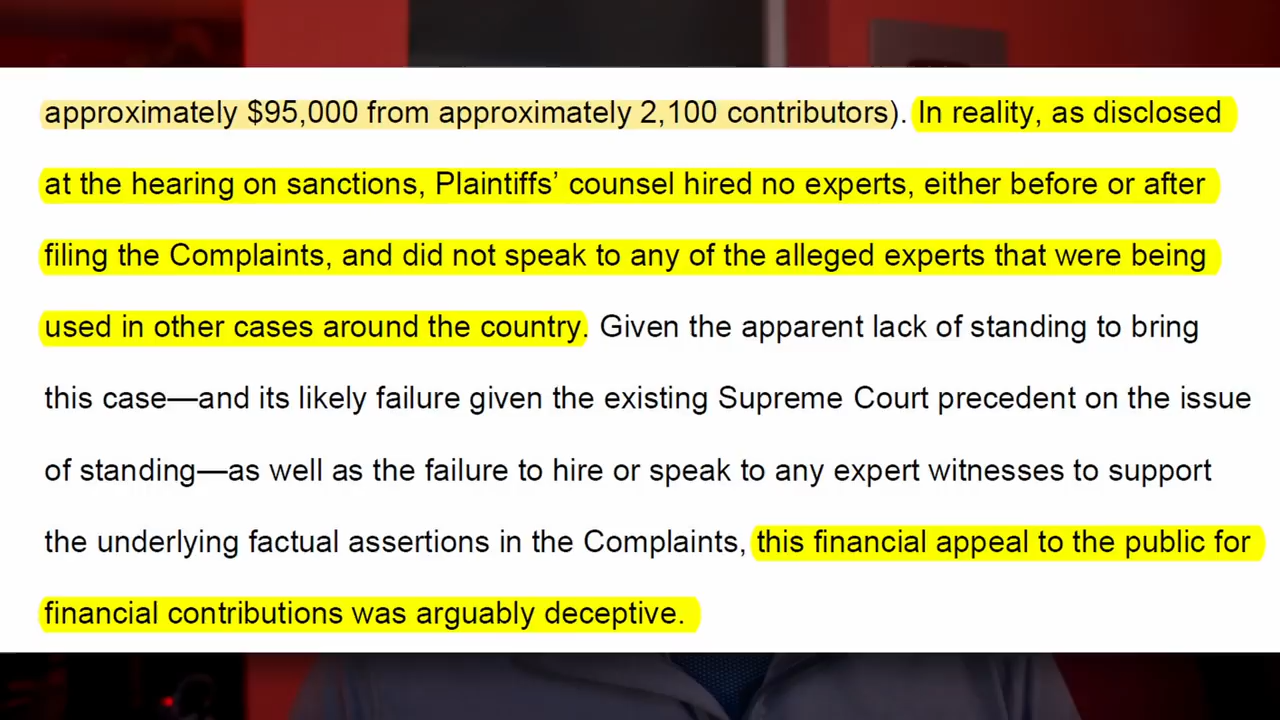 approximately $95,000 from approximately 2,100 contributors). In reality, as disclosed
at the hearing on sanctions, Plaintiffs’ counsel hired no experts, either before or after
filing the Complaints, and did not speak to any of the alleged experts that were being
used in other cases around the country. Given the apparent lack of standing to bring
this case—and its likely failure given the existing Supreme Court precedent on the issue
of standing—as well as the failure to hire or speak to any expert witnesses to support
the underlying factual assertions in the Complaints, this financial appeal to the public for
financial contributions was arguably deceptive.